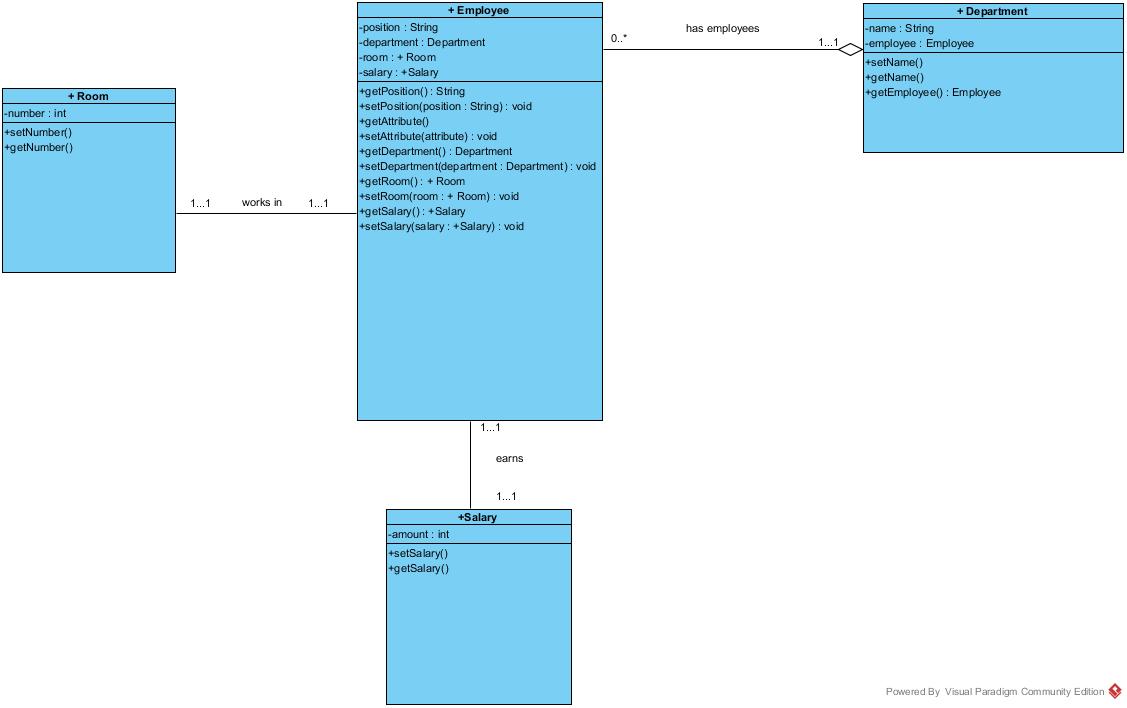 + Employee
-position : String
-department : Department
-room : + Room
-salary : +Salary
+getPosition() : String
+setPosition(position : String) : void
+getAttribute()
+setAttribute(attribute) : void
+getDepartment() : Department
+setDepartment(department : Department) : void
+getRoom() : + Room
+setRoom(room : + Room) : void
+getSalary() : +Salary
+setSalary(salary : +Salary) : void
has employees
0..*
1...1
+ Department
-name : String
-employee : Employee
+setName()
+getName()
+getEmployee() : Employee
+ Room
-number : int
+setNumber()
+getNumber()
1...1
works in
1...1
1...1
earns
1...1
+Salary
-amount : int
+setSalary()
+getSalary()
Powered By Visual Paradigm Community Edition